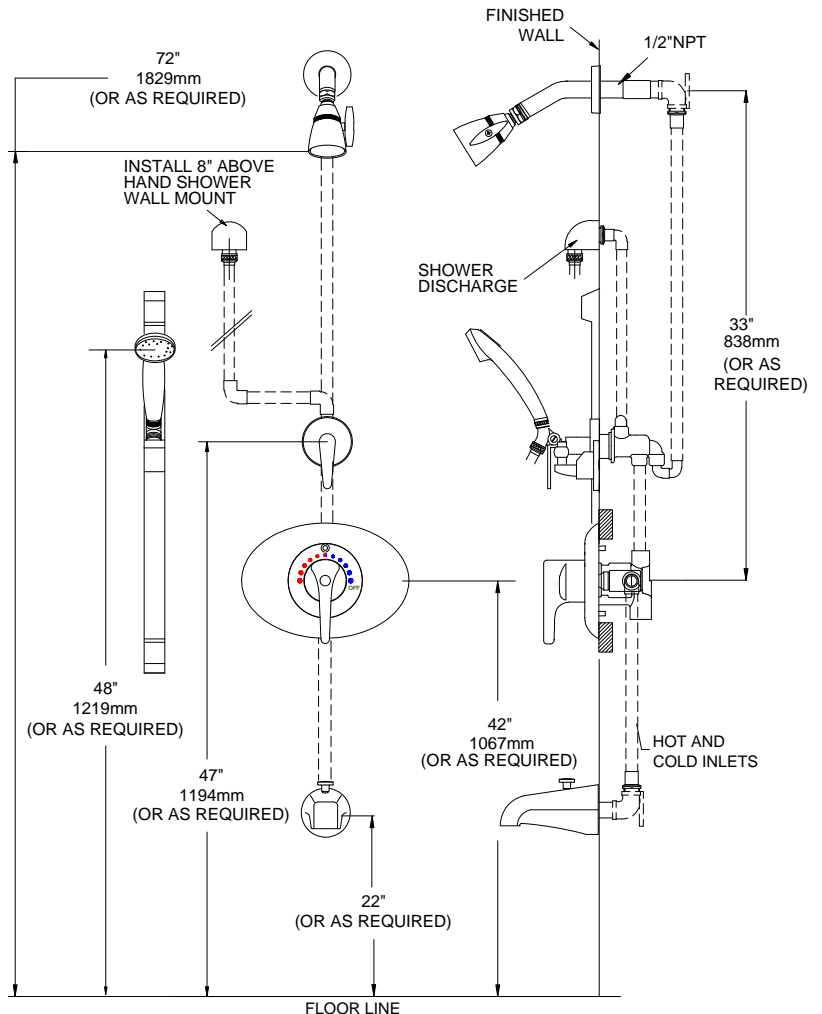 FINISHED
WALL
1/2"NPT
72"
1829mm
(OR AS REQUIRED)
INSTALL 8" ABOVE
HAND SHOWER
WALL MOUNT
SHOWER
DISCHARGE
33"
838mm
(OR AS
REQUIRED)
OFF
48"
1219mm
(OR AS REQUIRED)
42"
1067mm
(OR AS REQUIRED)
HOT AND
COLD INLETS
47"
1194mm
(OR AS REQUIRED)
22"
(OR AS REQUIRED)
FLOOR LINE